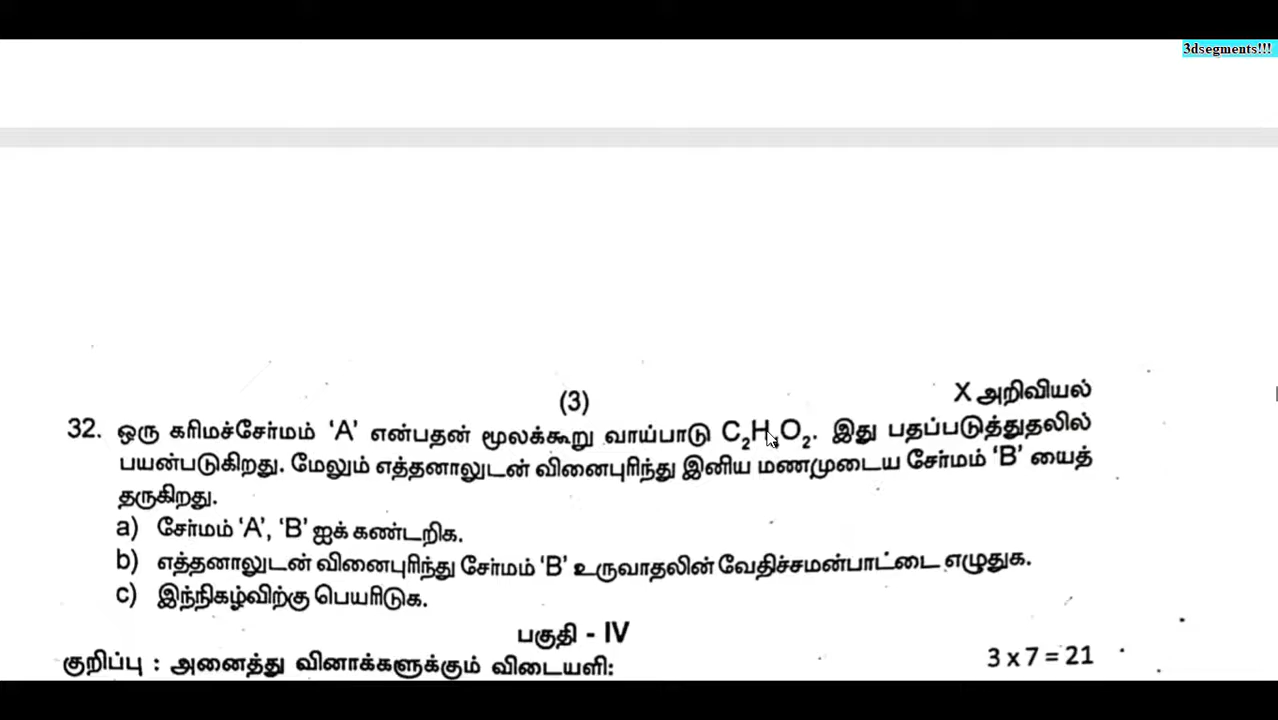 3dsegments!!!
(3)
X அறிவியல்
32. ஒரு கரிமச்சேர்மம் 'A' என்பதன் மூலக்கூறு வாய்பாடு C₂H₄O₂. இது பதப்படுத்துதலில்
பயன்படுகிறது. மேலும் எத்தனாலுடன் வினைபுரிந்து இனிய மணமுடைய சேர்மம் 'B' யைத்
தருகிறது.
a) சேர்மம் 'A', 'B' ஐக் கண்டறிக.
b) எத்தனாலுடன் வினைபுரிந்து சேர்மம் 'B' உருவாதலின் வேதிச்சமன்பாட்டை எழுதுக.
c) இந்நிகழ்விற்கு பெயரிடுக.
பகுதி - IV
குறிப்பு : அனைத்து வினாக்களுக்கும் விடையளி: 3 x 7 = 21